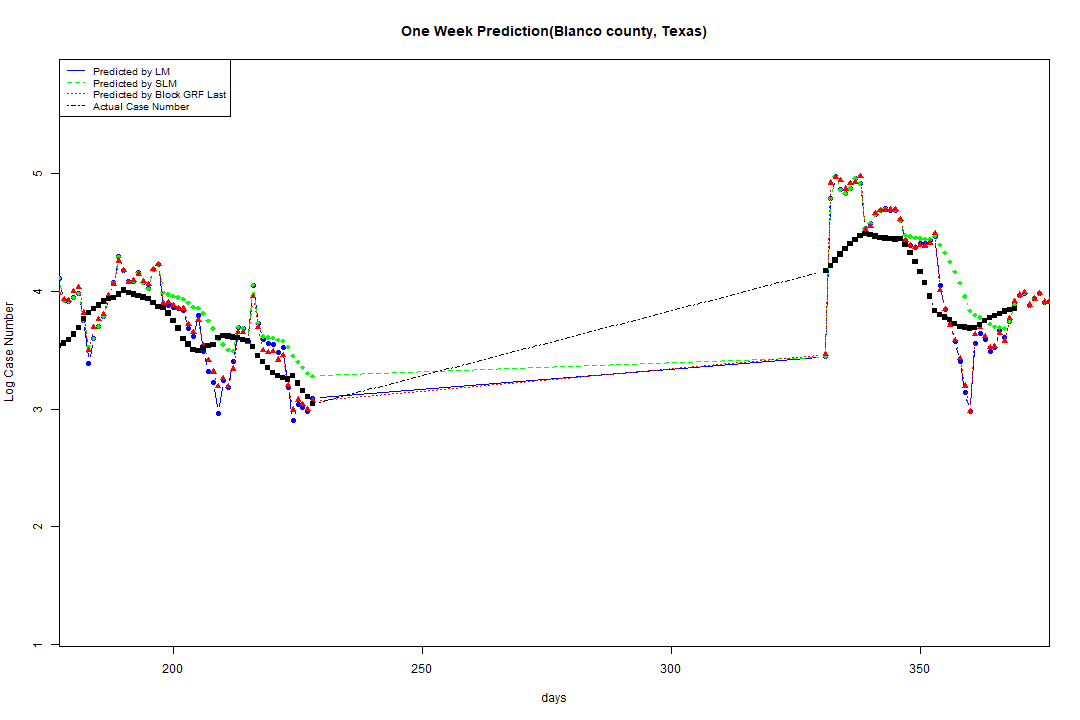 One Week Prediction(Blanco county, Texas)
Predicted by LM
Predicted by SLM
Predicted by Block GRF Last
Actual Case Number
5
4
3
2
1
Log Case Number
200 250 300 350
days